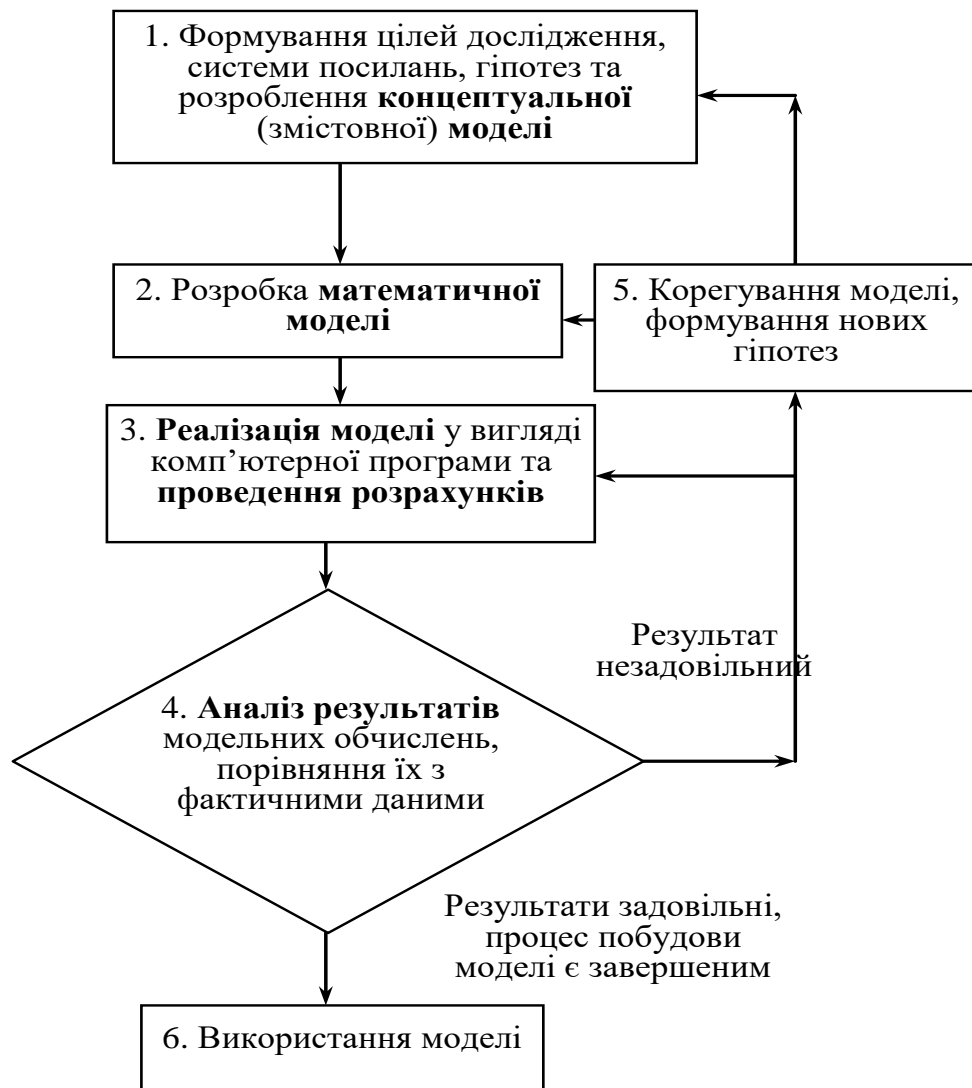 1. Формування цілей дослідження,
системи посилань, гіпотез та
розроблення концептуальної
(змістовної) моделі
2. Розробка математичної
моделі
5. Корегування моделі,
формування нових
гіпотез
3. Реалізація моделі у вигляді
комп’ютерної програми та
проведення розрахунків
Результат
незадовільний
4. Аналіз результатів
модельних обчислень,
порівняння їх з
фактичними даними
Результати задовільні,
процес побудови
моделі є завершеним
6. Використання моделі